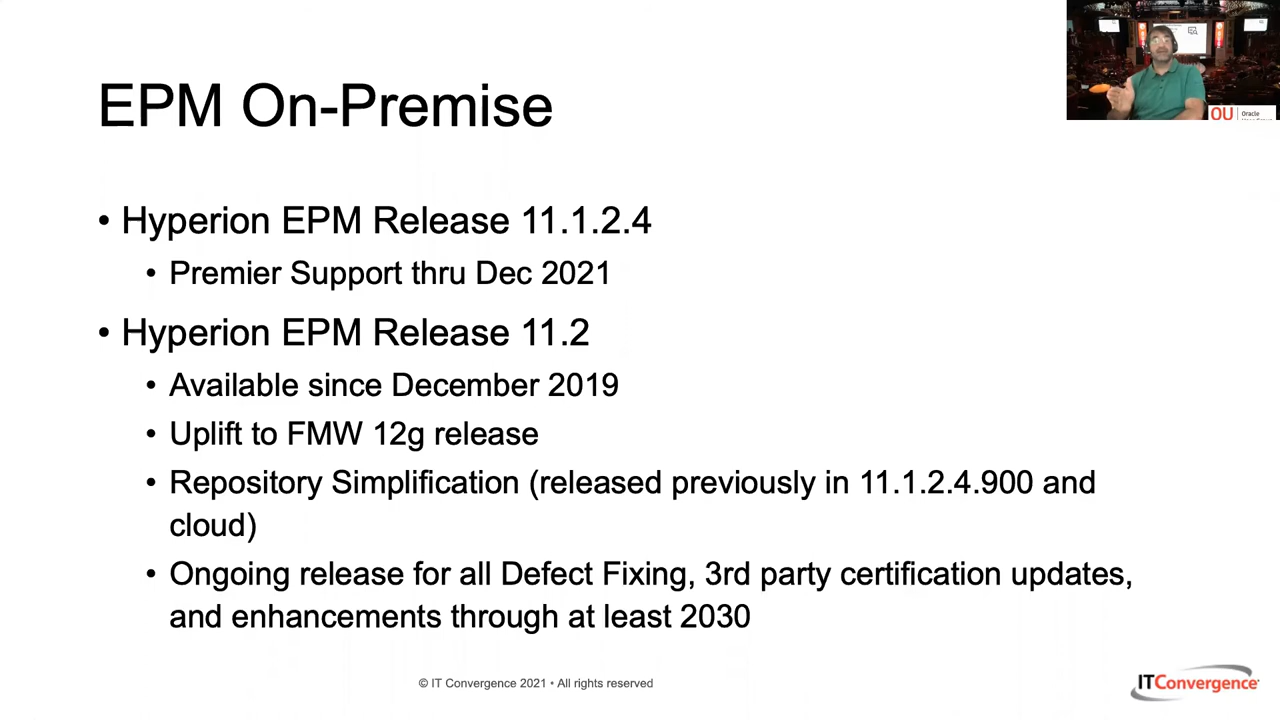 EPM On-Premise
• Hyperion EPM Release 11.1.2.4
• Premier Support thru Dec 2021
• Hyperion EPM Release 11.2
• Available since December 2019
• Uplift to FMW 12g release
• Repository Simplification (released previously in 11.1.2.4.900 and
cloud)
• Ongoing release for all Defect Fixing, 3rd party certification updates,
and enhancements through at least 2030
OU
Oracle
© IT Convergence 2021 • All rights reserved
ITConvergence